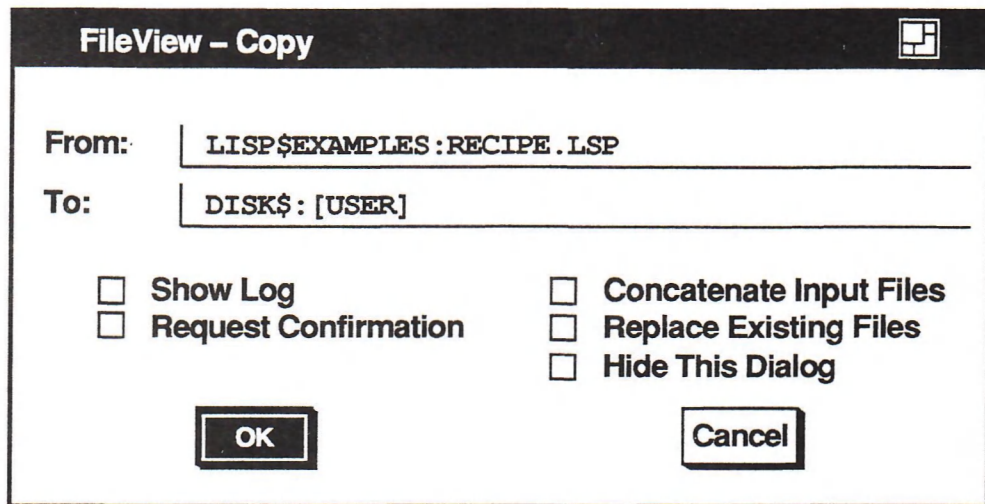 FileView – Copy
From: LISP$EXAMPLES:RECIPE.LSP
To: DISK$:[USER]
Show Log
Concatenate Input Files
Request Confirmation
Replace Existing Files
Hide This Dialog
OK
Cancel